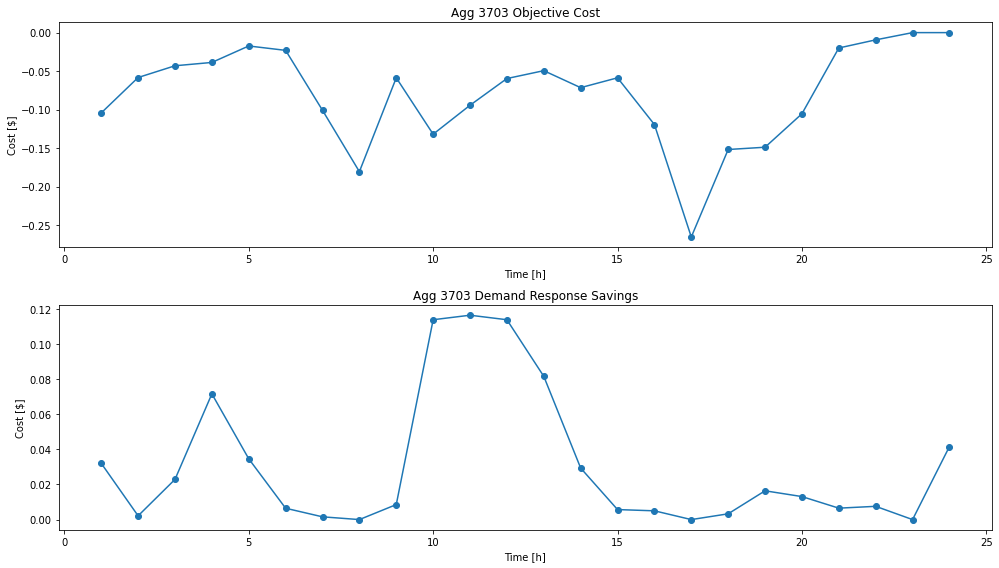 Agg 3703 Objective Cost
Cost [$]
0.00
−0.05
−0.10
−0.15
−0.20
−0.25
0 5 10 15 20 25
Time [h]
Agg 3703 Demand Response Savings
Cost [$]
0.12
0.10
0.08
0.06
0.04
0.02
0.00
0 5 10 15 20 25
Time [h]